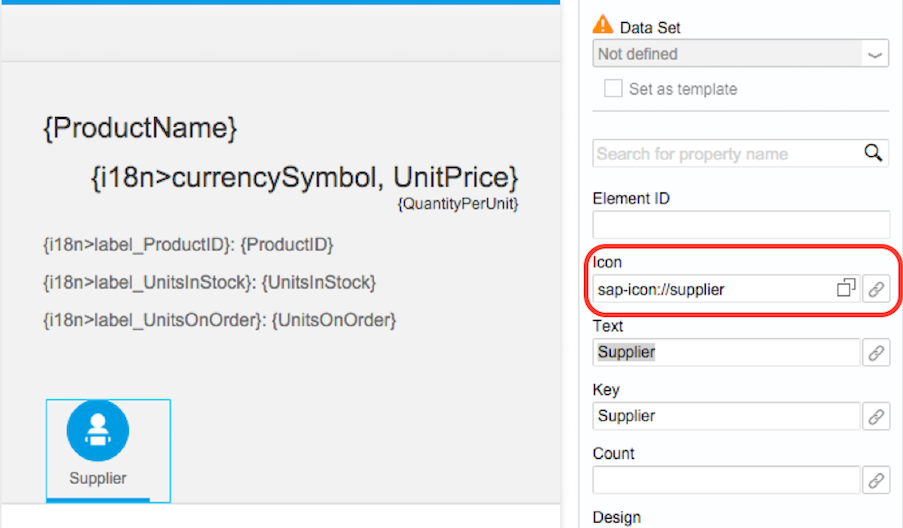 {ProductName}
{i18n>currencySymbol, UnitPrice}
{QuantityPerUnit}
{i18n>label_ProductID}: {ProductID}
{i18n>label_UnitsInStock}: {UnitsInStock}
{i18n>label_UnitsOnOrder}: {UnitsOnOrder}
Supplier
Data Set
Not defined
Set as template
Search for property name
Element ID
Icon
sap-icon://supplier
Text
Supplier
Key
Supplier
Count
Design